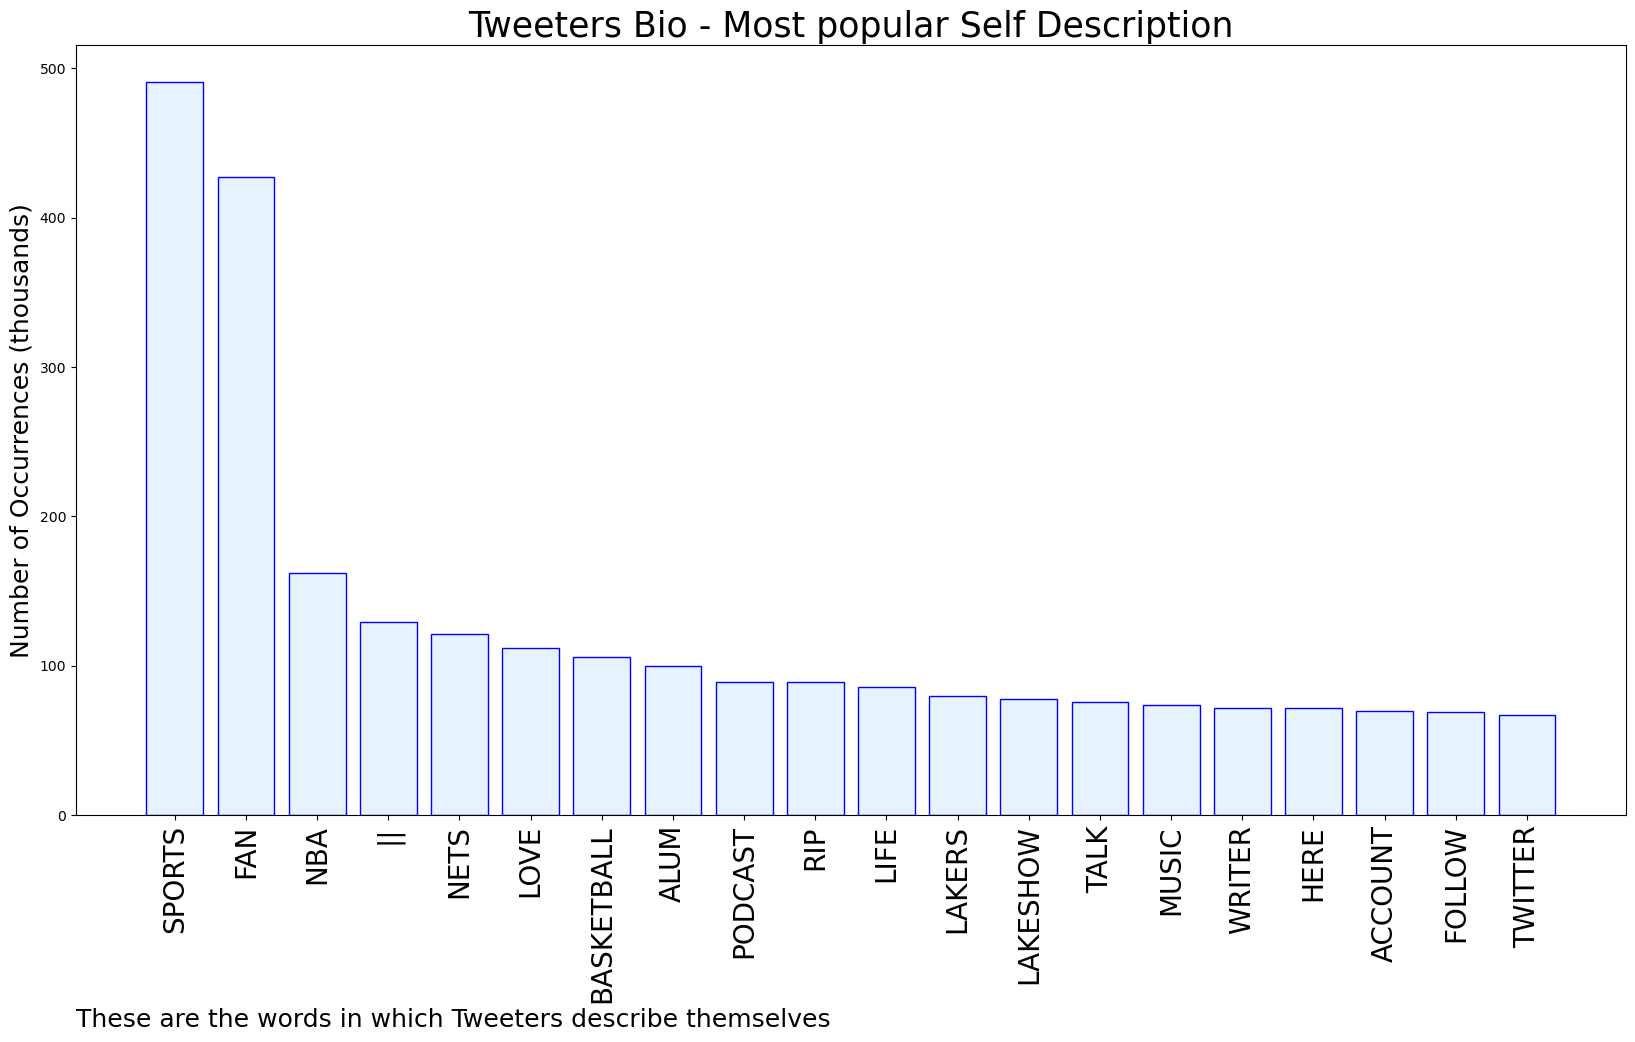 Tweeters Bio - Most popular Self Description
Number of Occurrences (thousands)
500
400
300
200
100
0
SPORTS
FAN
NBA
||
NETS
LOVE
BASKETBALL
ALUM
PODCAST
RIP
LIFE
LAKERS
LAKESHOW
TALK
MUSIC
WRITER
HERE
ACCOUNT
FOLLOW
TWITTER
These are the words in which Tweeters describe themselves